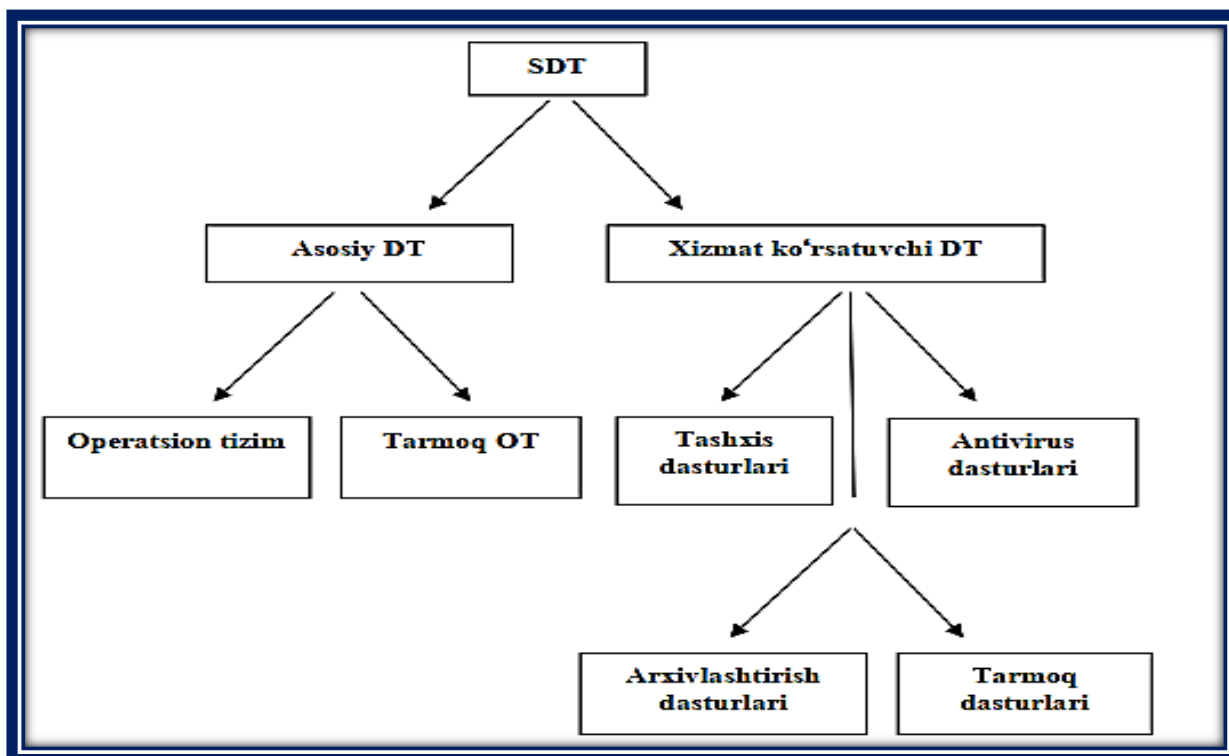 SDT
Asosiy DT
Xizmat ko‘rsatuvchi DT
Operatsion tizim
Tarmoq OT
Tashxis
dasturlari
Antivirus
dasturlari
Arxivlashtirish
dasturlari
Tarmoq
dasturlari